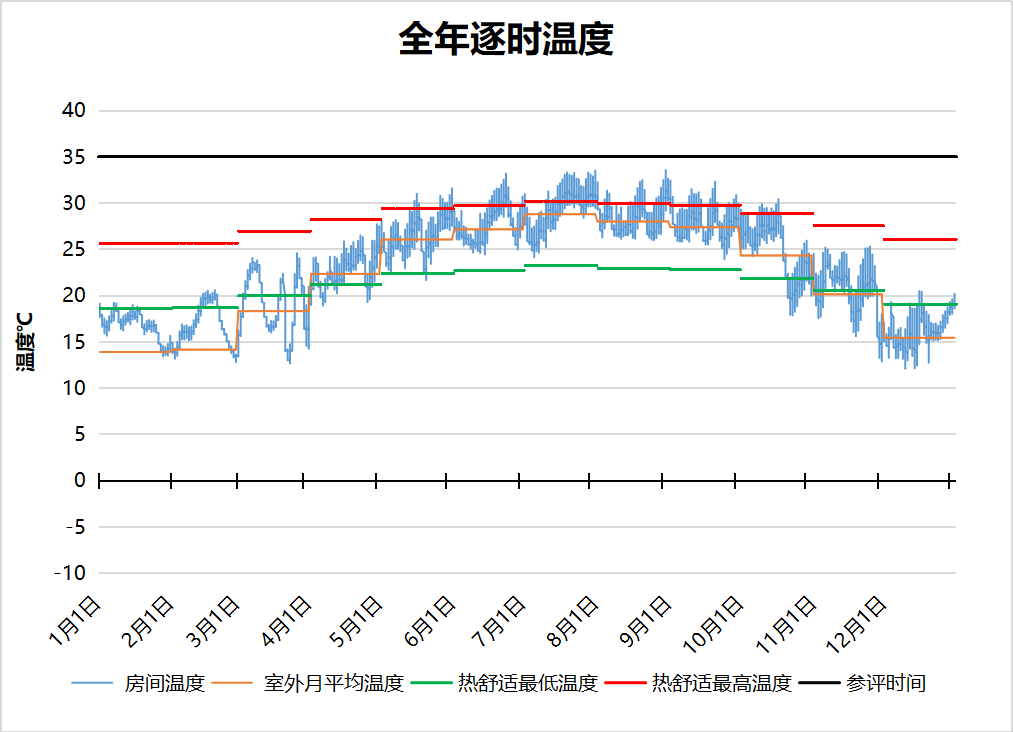 全年逐时温度
40
35
30
25
20
15
10
5
0
-5
-10
温度℃
1月1日
2月1日
3月1日
4月1日
5月1日
6月1日
7月1日
8月1日
9月1日
10月1日
11月1日
12月1日
房间温度 室外月平均温度 热舒适最低温度 热舒适最高温度 参评时间